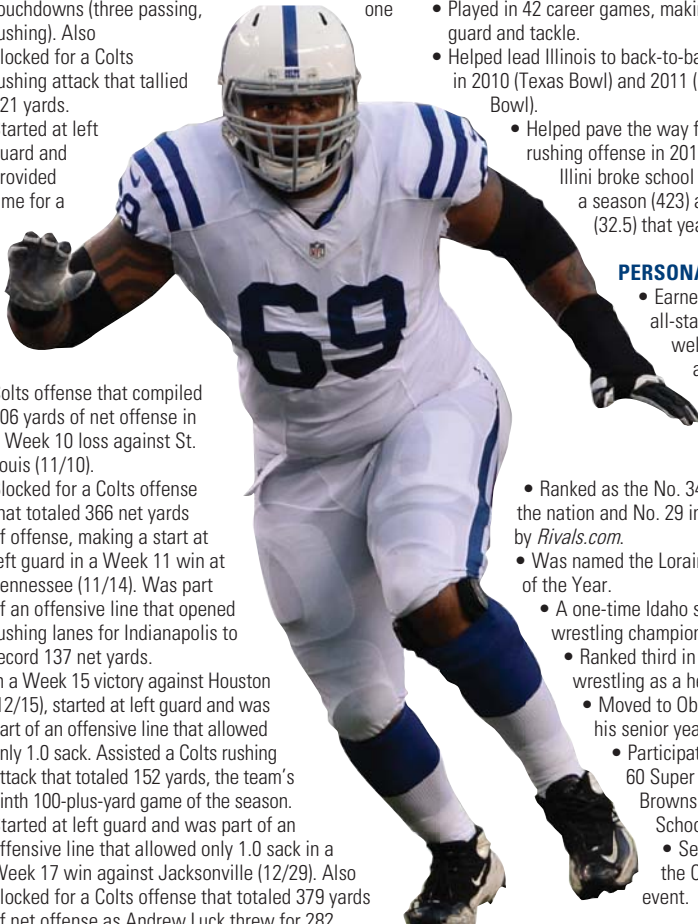 touchdowns (three passing, one
rushing). Also
locked for a Colts
rushing attack that tallied
21 yards.
tarted at left
uard and
rovided
me for a
Colts offense that compiled
06 yards of net offense in
Week 10 loss against St.
ouis (11/10).
locked for a Colts offense
hat totaled 366 net yards
f offense, making a start at
eft guard in a Week 11 win at
ennessee (11/14). Was part
f an offensive line that opened
ushing lanes for Indianapolis to
ecord 137 net yards.
n a Week 15 victory against Houston
12/15), started at left guard and was
art of an offensive line that allowed
nly 1.0 sack. Assisted a Colts rushing
ttack that totaled 152 yards, the team's
inth 100-plus-yard game of the season.
tarted at left guard and was part of an
ffensive line that allowed only 1.0 sack in a
Week 17 win against Jacksonville (12/29). Also
locked for a Colts offense that totaled 379 yards
f net offense as Andrew Luck threw for 282
69
69
NFL
• Played in 42 career games, makin
guard and tackle.
• Helped lead Illinois to back-to-ba
in 2010 (Texas Bowl) and 2011 (
Bowl).
• Helped pave the way f
rushing offense in 201
Illini broke school
a season (423) a
(32.5) that yea
PERSONA
• Earne
all-sta
wel
a
• Ranked as the No. 34
the nation and No. 29 in
by Rivals.com.
• Was named the Lorain
of the Year.
• A one-time Idaho s
wrestling champion
• Ranked third in
wrestling as a he
• Moved to Ob
his senior yea
• Participat
60 Super
Browns
Schoo
• Se
the C
event.